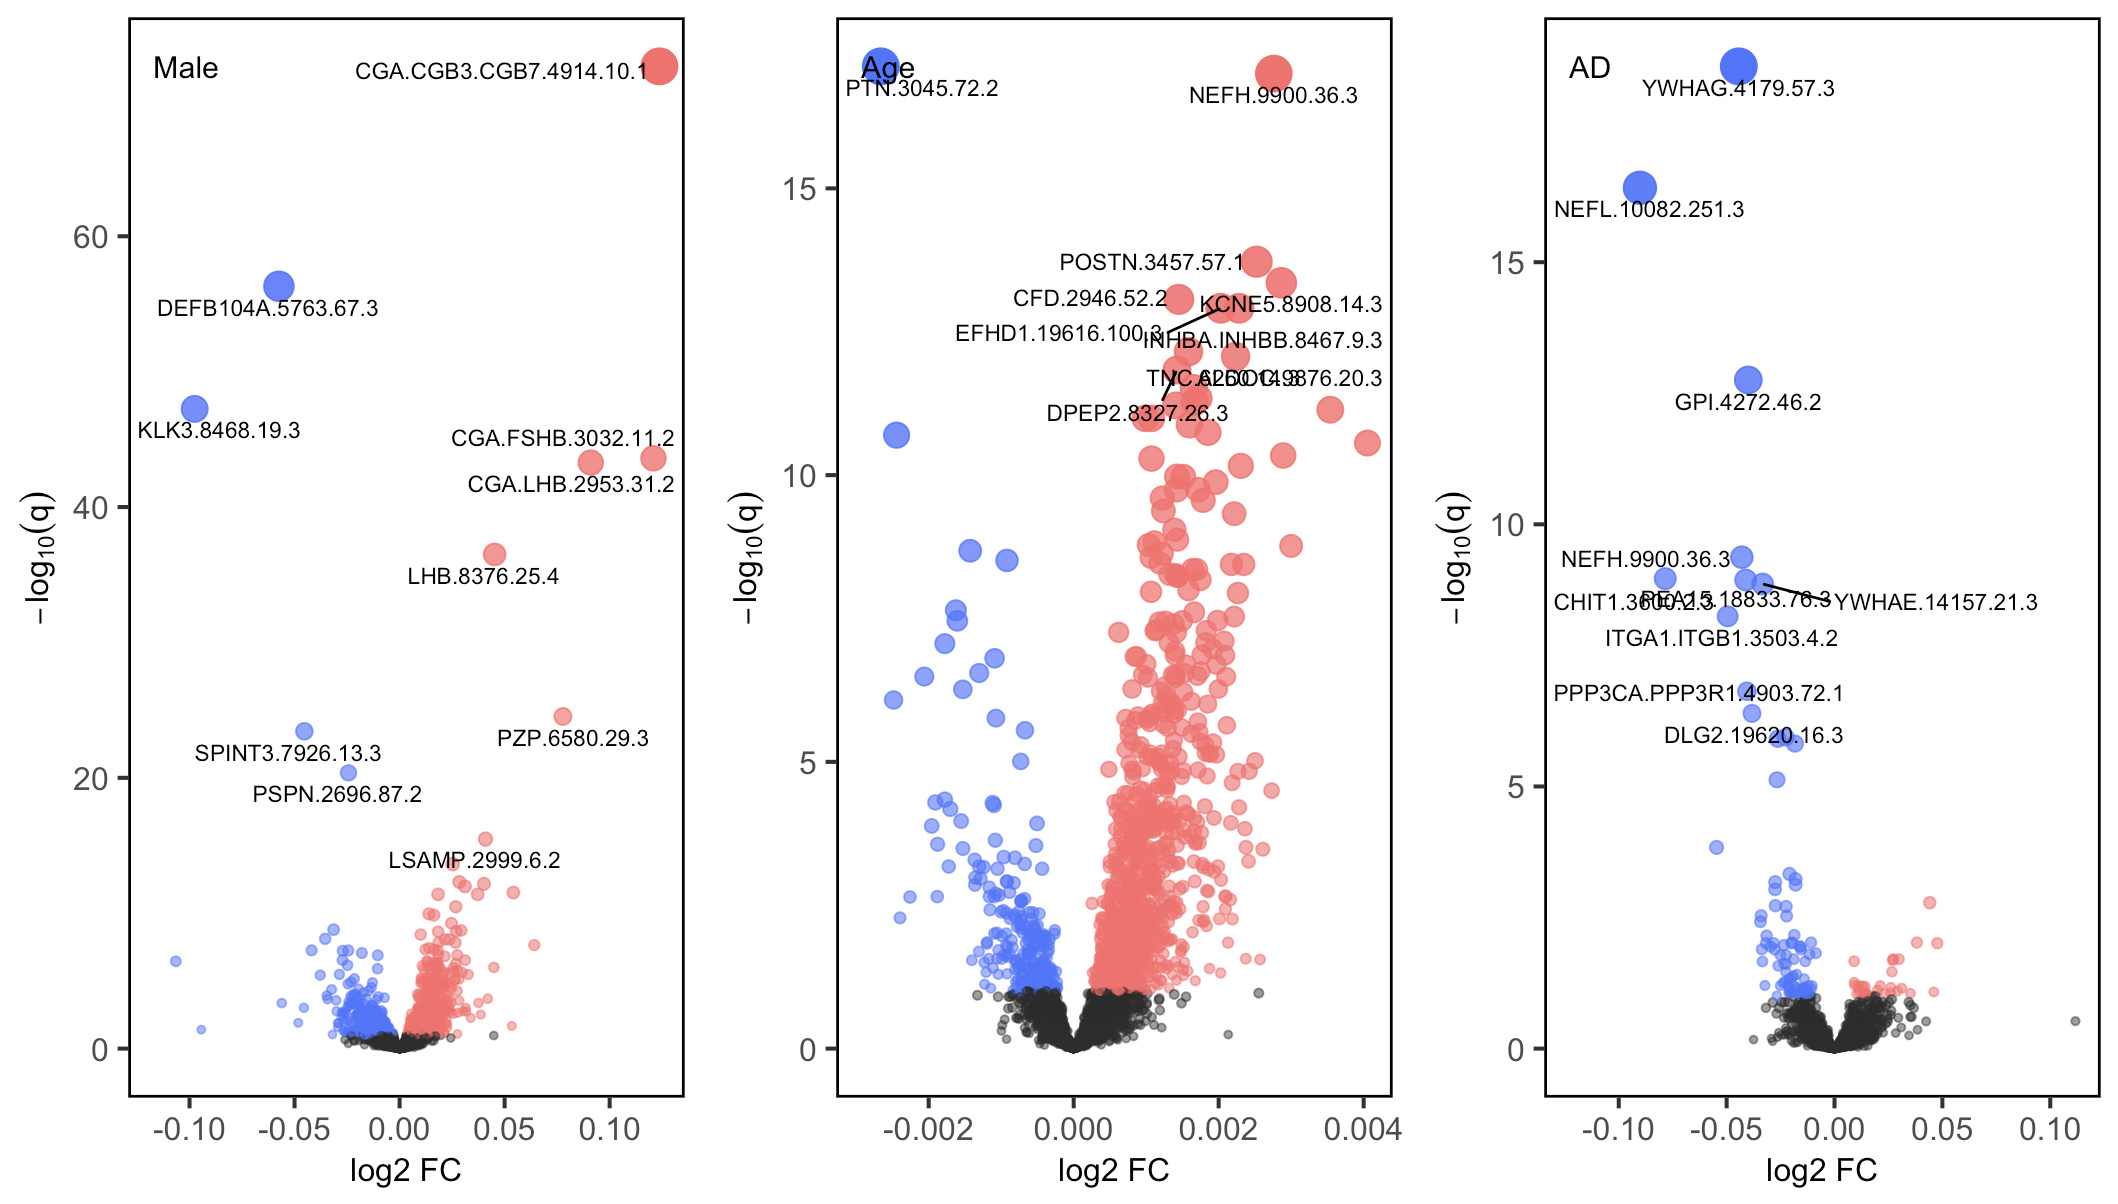 Male
CGA.CGB3.CGB7.4914.10.1
DEFB104A.5763.67.3
KLK3.8468.19.3
CGA.FSHB.3032.11.2
CGA.LHB.2953.31.2
LHB.8376.25.4
PZP.6580.29.3
SPINT3.7926.13.3
PSPN.2696.87.2
LSAMP.2999.6.2
60
40
20
0
−log10(q)
-0.10 -0.05 0.00 0.05 0.10
log2 FC
Age
PTN.3045.72.2
NEFH.9900.36.3
POSTN.3457.57.1
CFD.2946.52.2
KCNE5.8908.14.3
EFHD1.19616.100.3
INHBA.INHBB.8467.9.3
DPEP2.8327.26.3
15
10
5
0
−log10(q)
-0.002 0.000 0.002 0.004
log2 FC
AD
YWHAG.4179.57.3
NEFL.10082.251.3
GPI.4272.46.2
NEFH.9900.36.3
CHIT1.3600.2.3
PEA15.18833.76.3
YWHAE.14157.21.3
ITGA1.ITGB1.3503.4.2
PPP3CA.PPP3R1.4903.72.1
DLG2.19620.16.3
15
10
5
0
−log10(q)
-0.10 -0.05 0.00 0.05 0.10
log2 FC